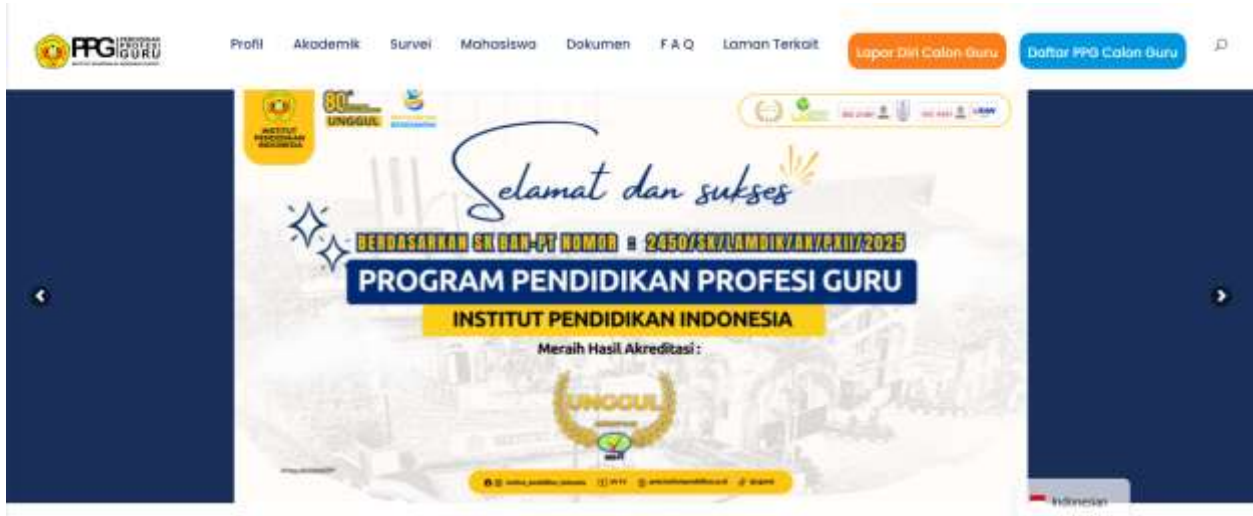 PPG PENDIDIKAN PROFESI GURU
Profil Akademik Survei Mahasiswa Dokumen F A Q Laman Terkait Lapor Diri Calon Guru Daftar PPG Calon Guru
INSTITUT PENDIDIKAN INDONESIA
80
UNGGUL
Selamat dan sukses
BERDASARKAN SK BAN-PT NOMOR : 2450/SK/LAMDIK/AK/PXII/2025
PROGRAM PENDIDIKAN PROFESI GURU
INSTITUT PENDIDIKAN INDONESIA
Meraih Hasil Akreditasi :
UNGGUL
Indonesian